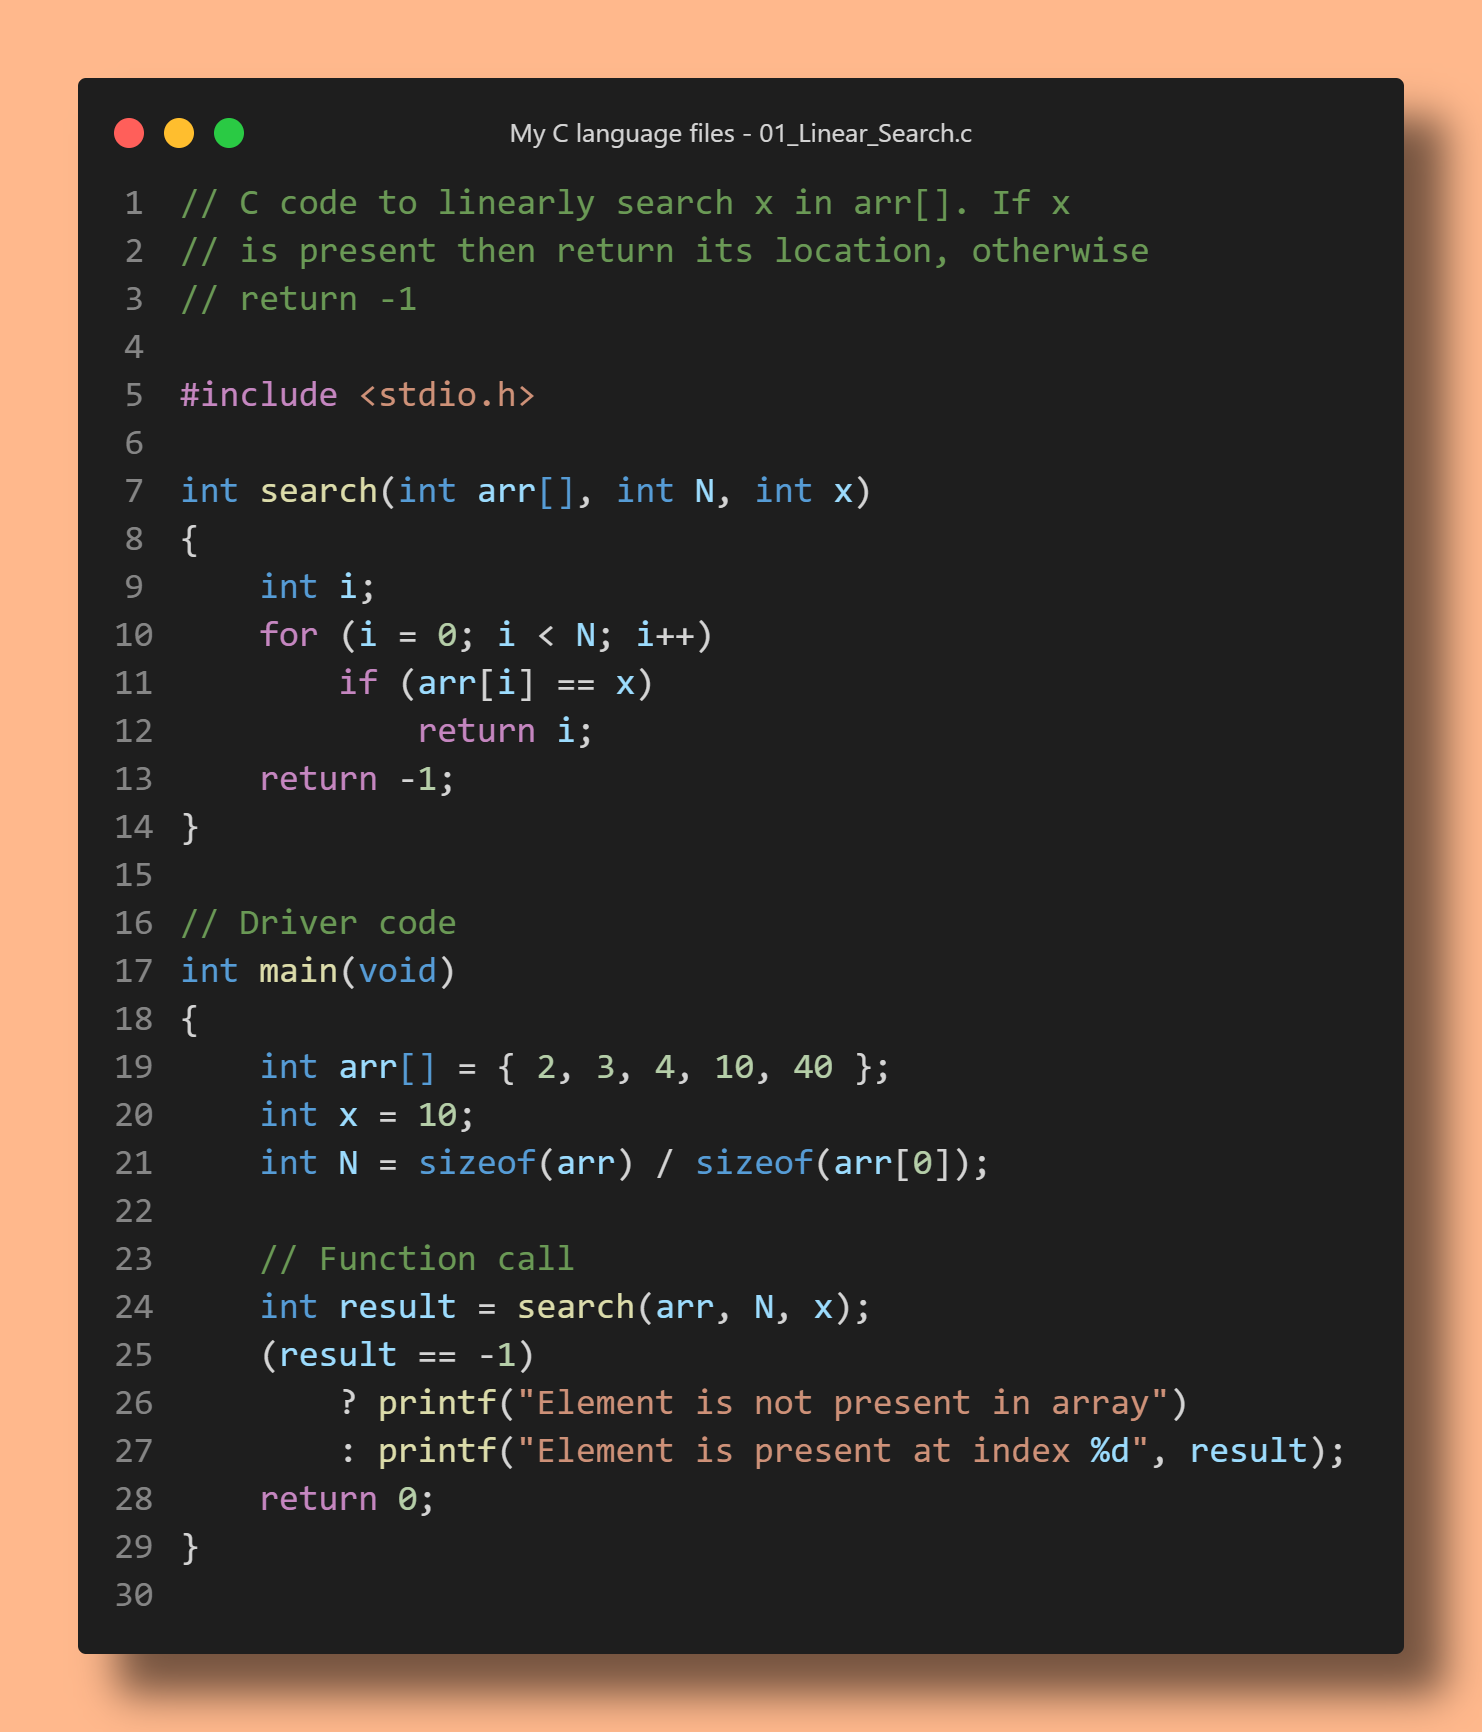 My C language files - 01_Linear_Search.c
1 // C code to linearly search x in arr[]. If x
2 // is present then return its location, otherwise
3 // return -1
4
5 #include <stdio.h>
6
7 int search(int arr[], int N, int x)
8 {
9     int i;
10     for (i = 0; i < N; i++)
11         if (arr[i] == x)
12             return i;
13     return -1;
14 }
15
16 // Driver code
17 int main(void)
18 {
19     int arr[] = { 2, 3, 4, 10, 40 };
20     int x = 10;
21     int N = sizeof(arr) / sizeof(arr[0]);
22
23     // Function call
24     int result = search(arr, N, x);
25     (result == -1)
26         ? printf("Element is not present in array")
27         : printf("Element is present at index %d", result);
28     return 0;
29 }
30